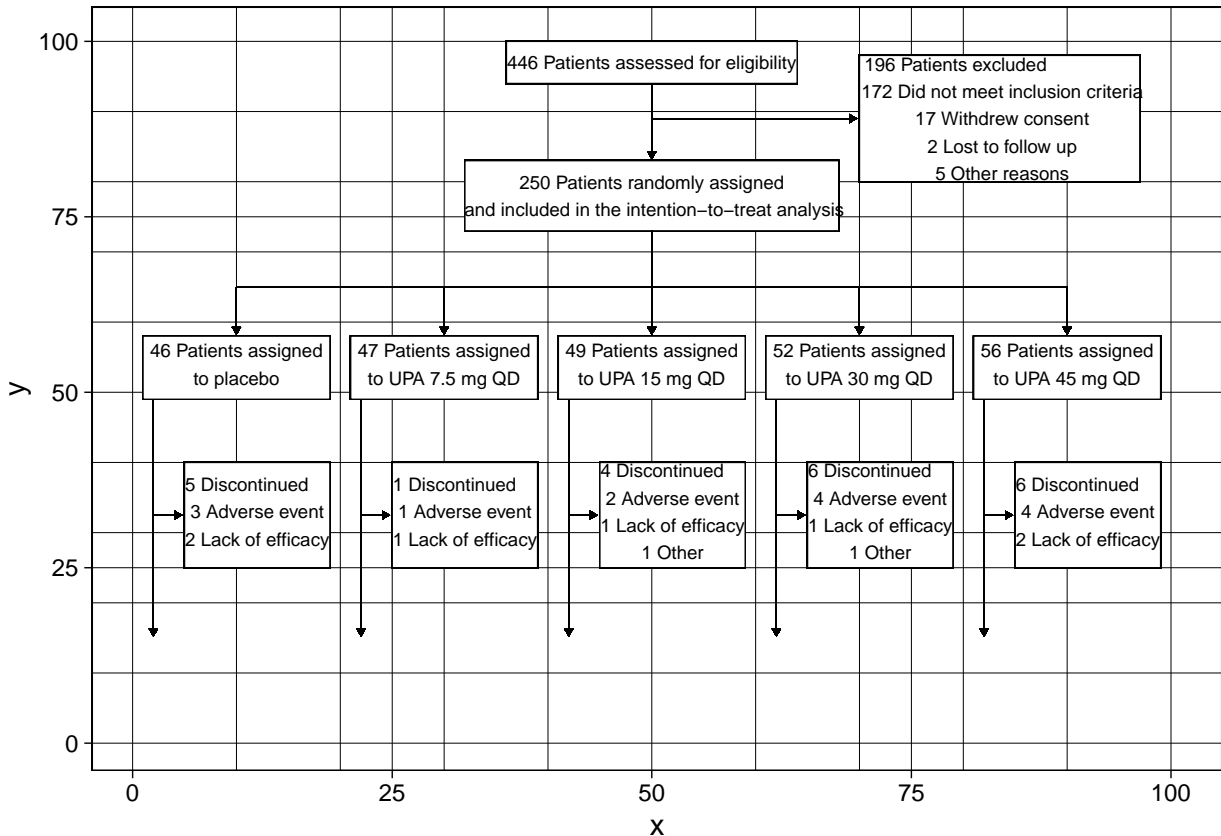 446 Patients assessed for eligibility
196 Patients excluded
172 Did not meet inclusion criteria
17 Withdrew consent
2 Lost to follow up
5 Other reasons
250 Patients randomly assigned
and included in the intention−to−treat analysis
46 Patients assigned
to placebo
47 Patients assigned
to UPA 7.5 mg QD
49 Patients assigned
to UPA 15 mg QD
52 Patients assigned
to UPA 30 mg QD
56 Patients assigned
to UPA 45 mg QD
5 Discontinued
3 Adverse event
2 Lack of efficacy
1 Discontinued
1 Adverse event
1 Lack of efficacy
4 Discontinued
2 Adverse event
1 Lack of efficacy
1 Other
6 Discontinued
4 Adverse event
1 Lack of efficacy
1 Other
6 Discontinued
4 Adverse event
2 Lack of efficacy
100
75
50
25
0
y
0 25 50 75 100
x